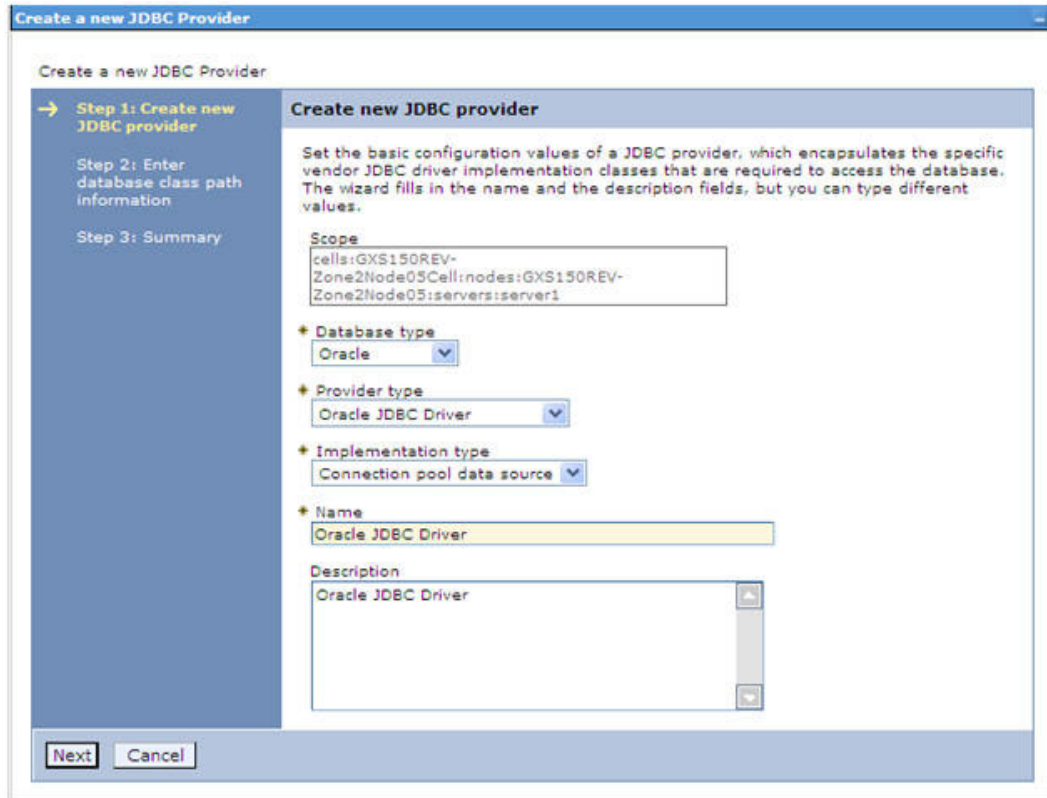 Create a new JDBC Provider
Create a new JDBC Provider
Step 1: Create new
JDBC provider
Step 2: Enter
database class path
information
Step 3: Summary
Create new JDBC provider
Set the basic configuration values of a JDBC provider, which encapsulates the specific
vendor JDBC driver implementation classes that are required to access the database.
The wizard fills in the name and the description fields, but you can type different
values.
Scope
cells:GXS150REV-
Zone2Node05Cell:nodes:GXS150REV-
Zone2Node05:servers:server1
Database type
Oracle
Provider type
Oracle JDBC Driver
Implementation type
Connection pool data source
Name
Oracle JDBC Driver
Description
Oracle JDBC Driver
Next Cancel